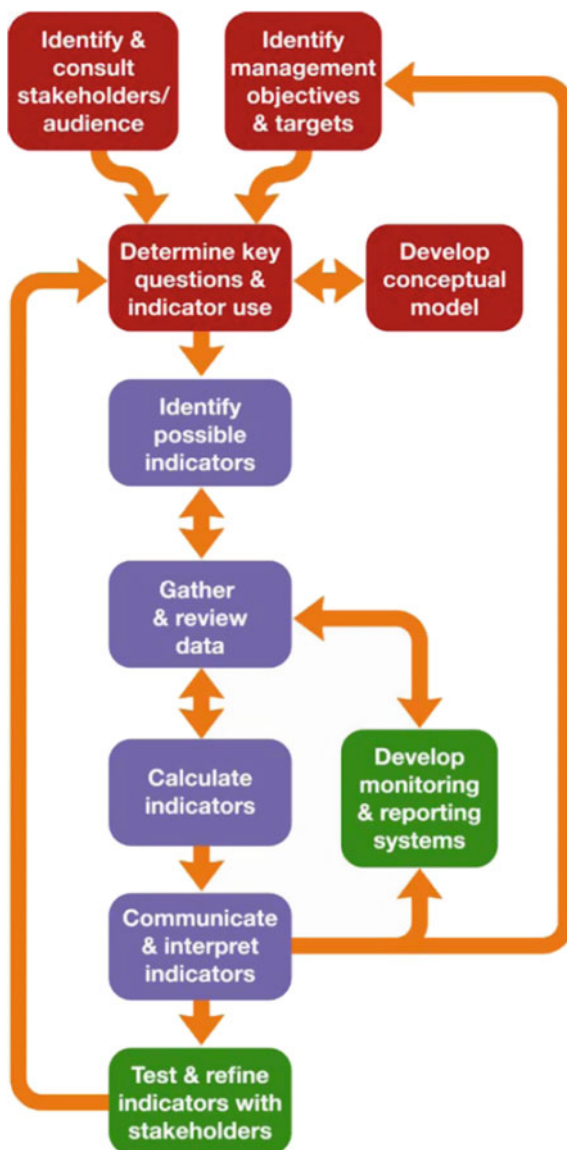 Identify &
consult
stakeholders/
audience
Identify
management
objectives
& targets
Determine key
questions &
indicator use
Develop
conceptual
model
Identify
possible
indicators
Gather
& review
data
Calculate
indicators
Develop
monitoring
& reporting
systems
Communicate
& interpret
indicators
Test & refine
indicators with
stakeholders